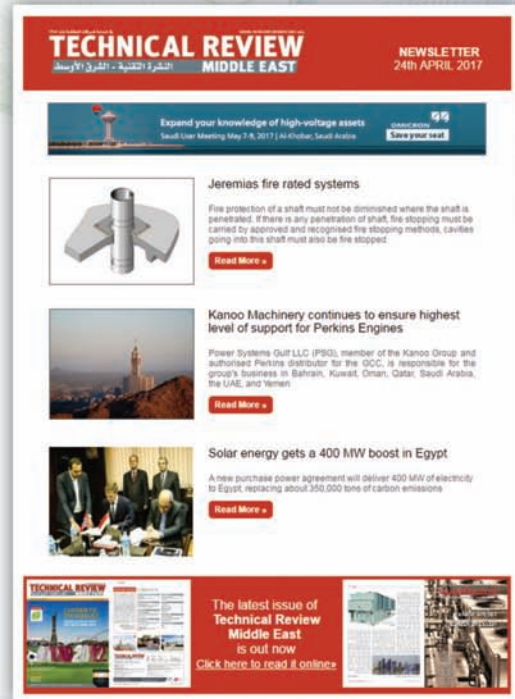 TECHNICAL REVIEW
النشرة التقنية - الشرق الأوسط MIDDLE EAST
NEWSLETTER
24th APRIL 2017
Expand your knowledge of high-voltage assets
Saudi User Meeting May 7-9, 2017 | Al-Khobar, Saudi Arabia
OMICRON
Save your seat
Jeremias fire rated systems
Fire protection of a shaft must not be diminished where the shaft is
penetrated. If there is any penetration of shaft, fire stopping must be
carried by approved and recognised fire stopping methods, cavities
going into this shaft must also be fire stopped
Read More »
Kanoo Machinery continues to ensure highest
level of support for Perkins Engines
Power Systems Gulf LLC (PSG), member of the Kanoo Group and
authorised Perkins distributor for the GCC, is responsible for the
group's business in Bahrain, Kuwait, Oman, Qatar, Saudi Arabia,
the UAE, and Yemen
Read More »
Solar energy gets a 400 MW boost in Egypt
A new purchase power agreement will deliver 400 MW of electricity
to Egypt, replacing about 350,000 tons of carbon emissions
Read More »
TECHNICAL REVIEW
The latest issue of
Technical Review
Middle East
is out now
Click here to read it online»